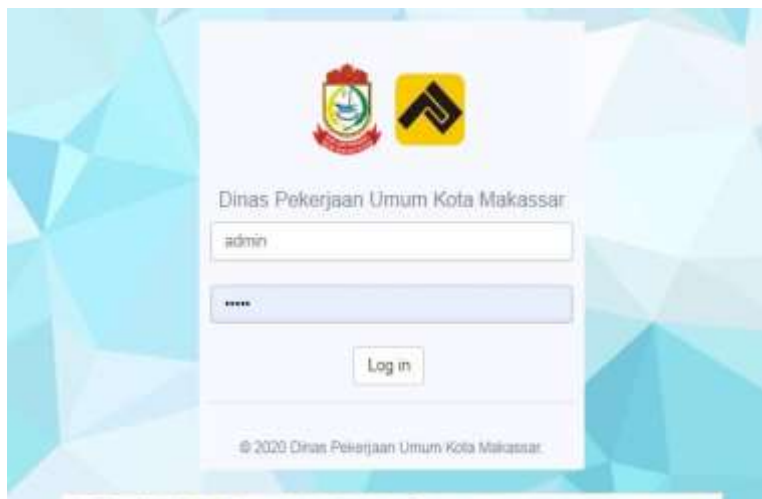 Dinas Pekerjaan Umum Kota Makassar
admin
•••••
Log in
© 2020 Dinas Pekerjaan Umum Kota Makassar.